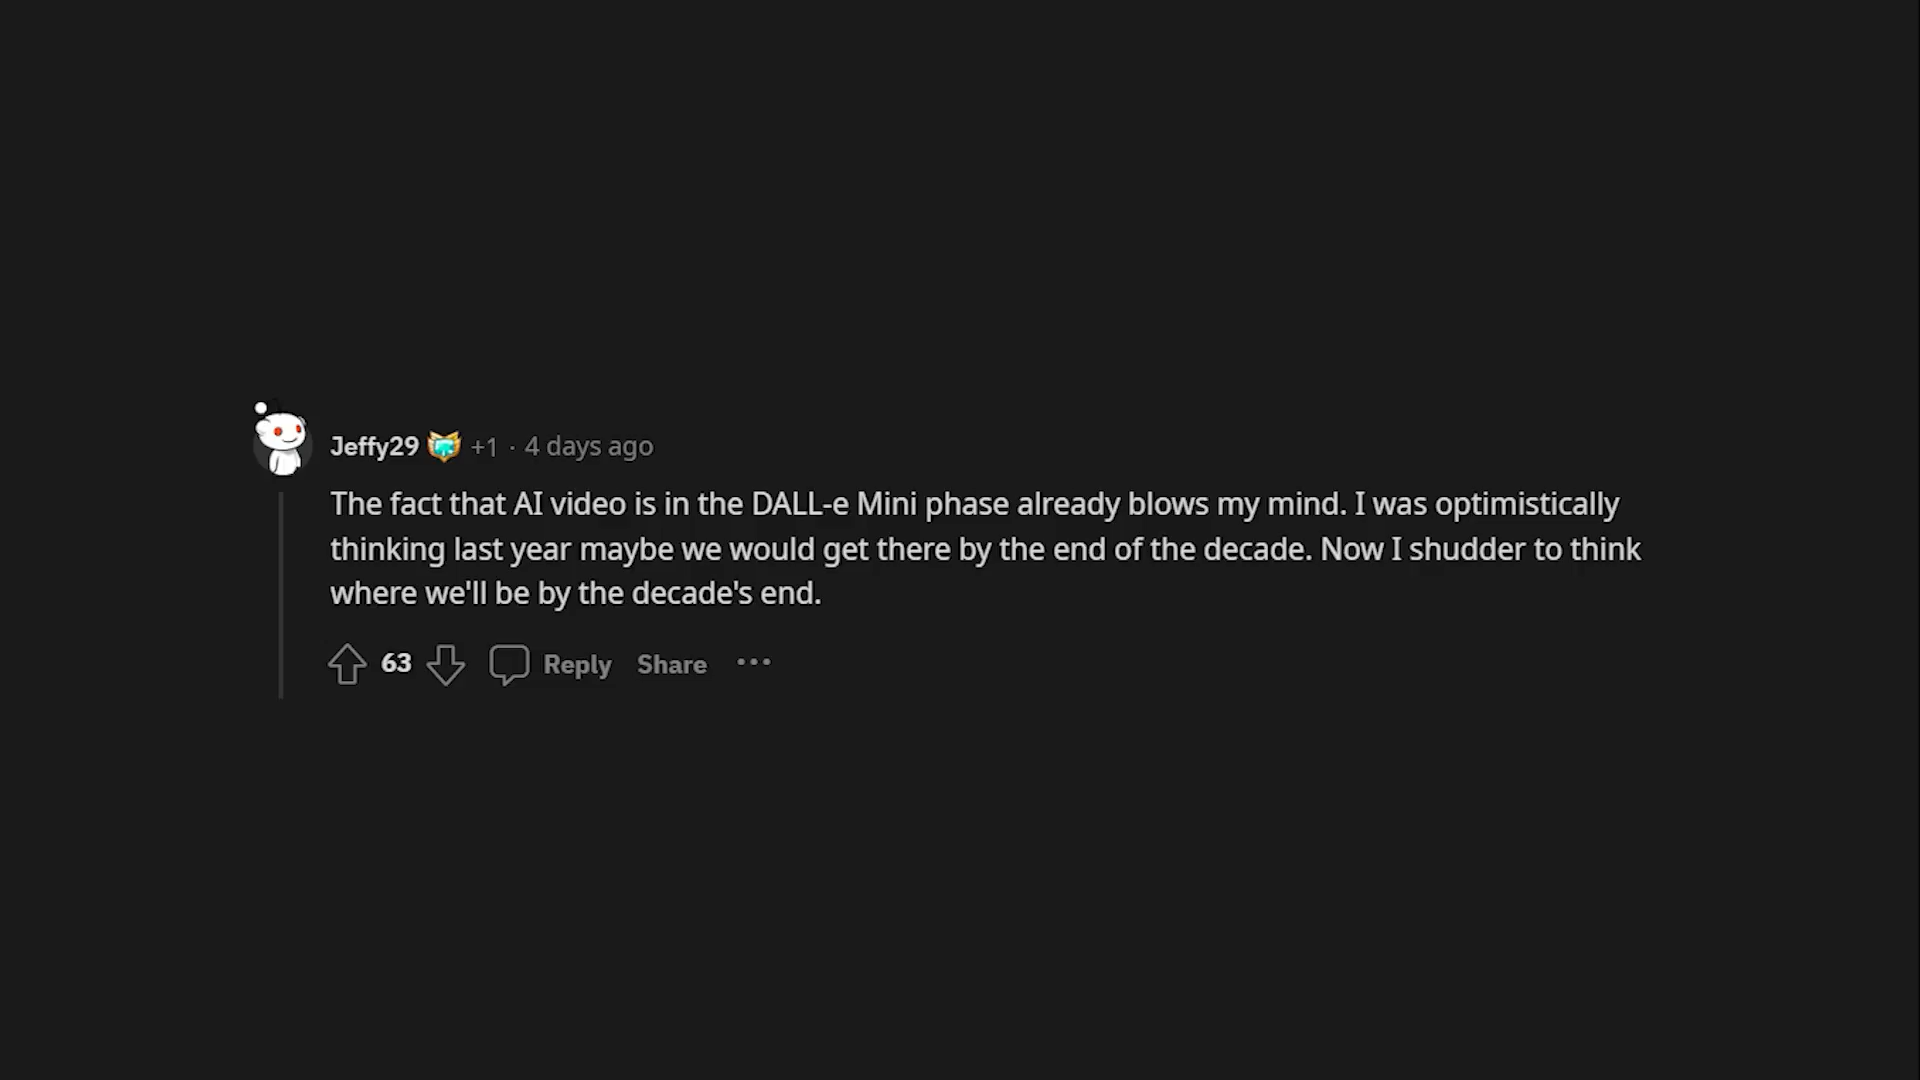 Jeffy29 +1 · 4 days ago
The fact that AI video is in the DALL-e Mini phase already blows my mind. I was optimistically
thinking last year maybe we would get there by the end of the decade. Now I shudder to think
where we'll be by the decade's end.
63 Reply Share ···